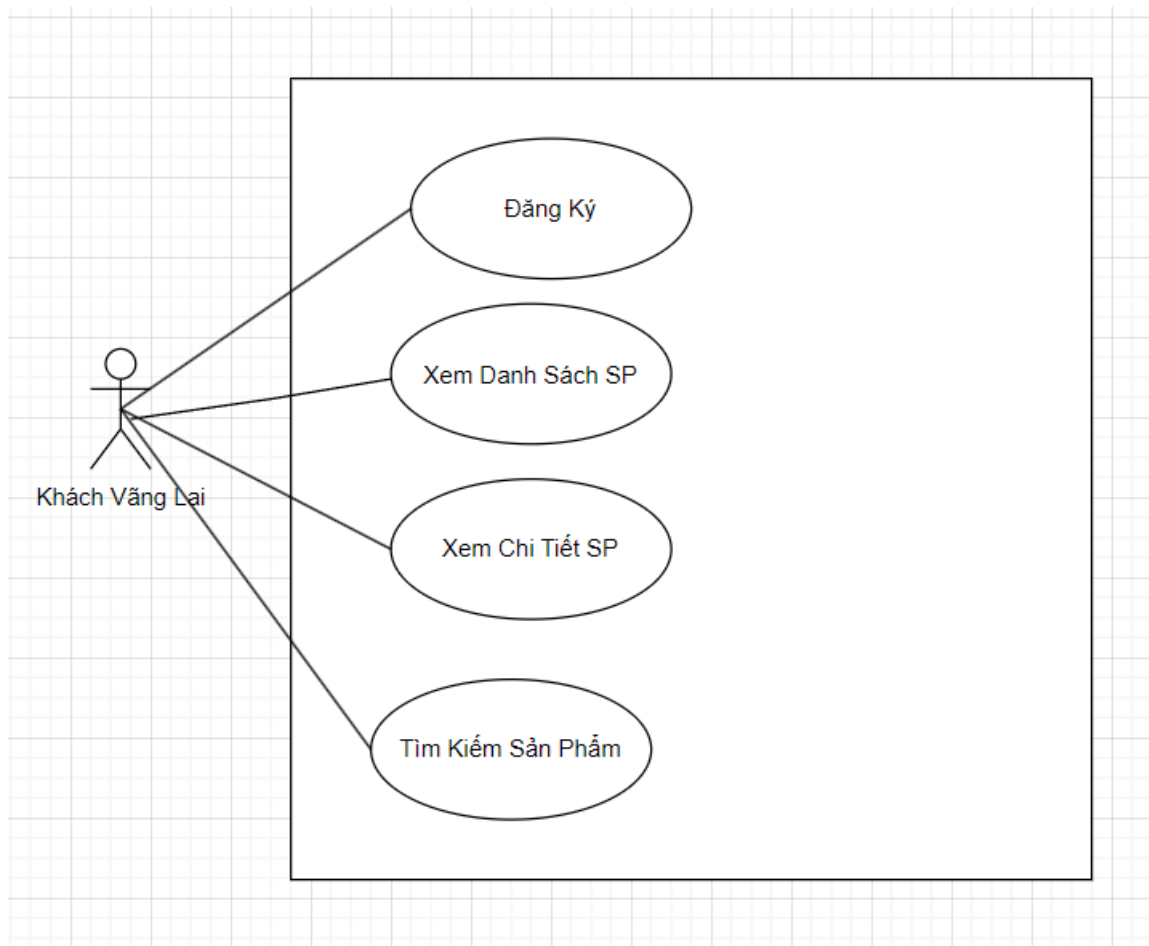 Đăng Ký
Xem Danh Sách SP
Khách Vãng Lai
Xem Chi Tiết SP
Tìm Kiếm Sản Phẩm